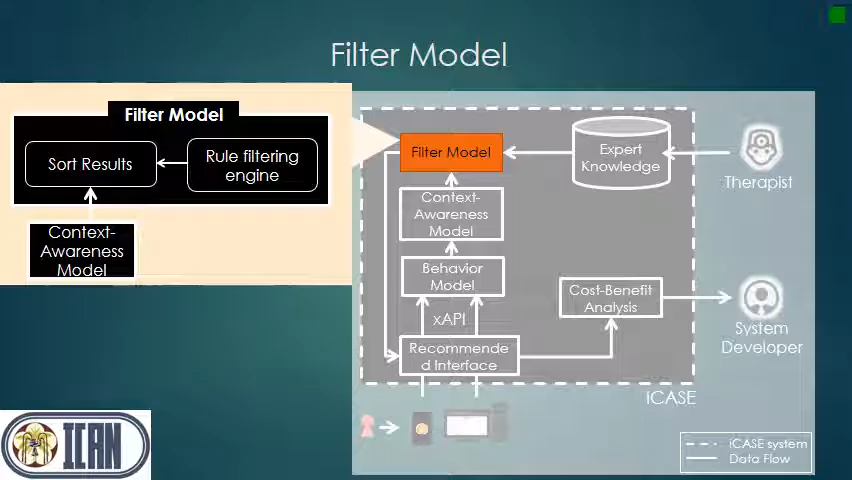 Filter Model
Filter Model
Sort Results
Rule filtering
engine
Context-
Awareness
Model
Filter Model
Expert
Knowledge
Therapist
Context-
Awareness
Model
Behavior
Model
Cost-Benefit
Analysis
xAPI
System
Developer
Recommende
d Interface
iCASE
iCASE system
Data Flow
ICAN